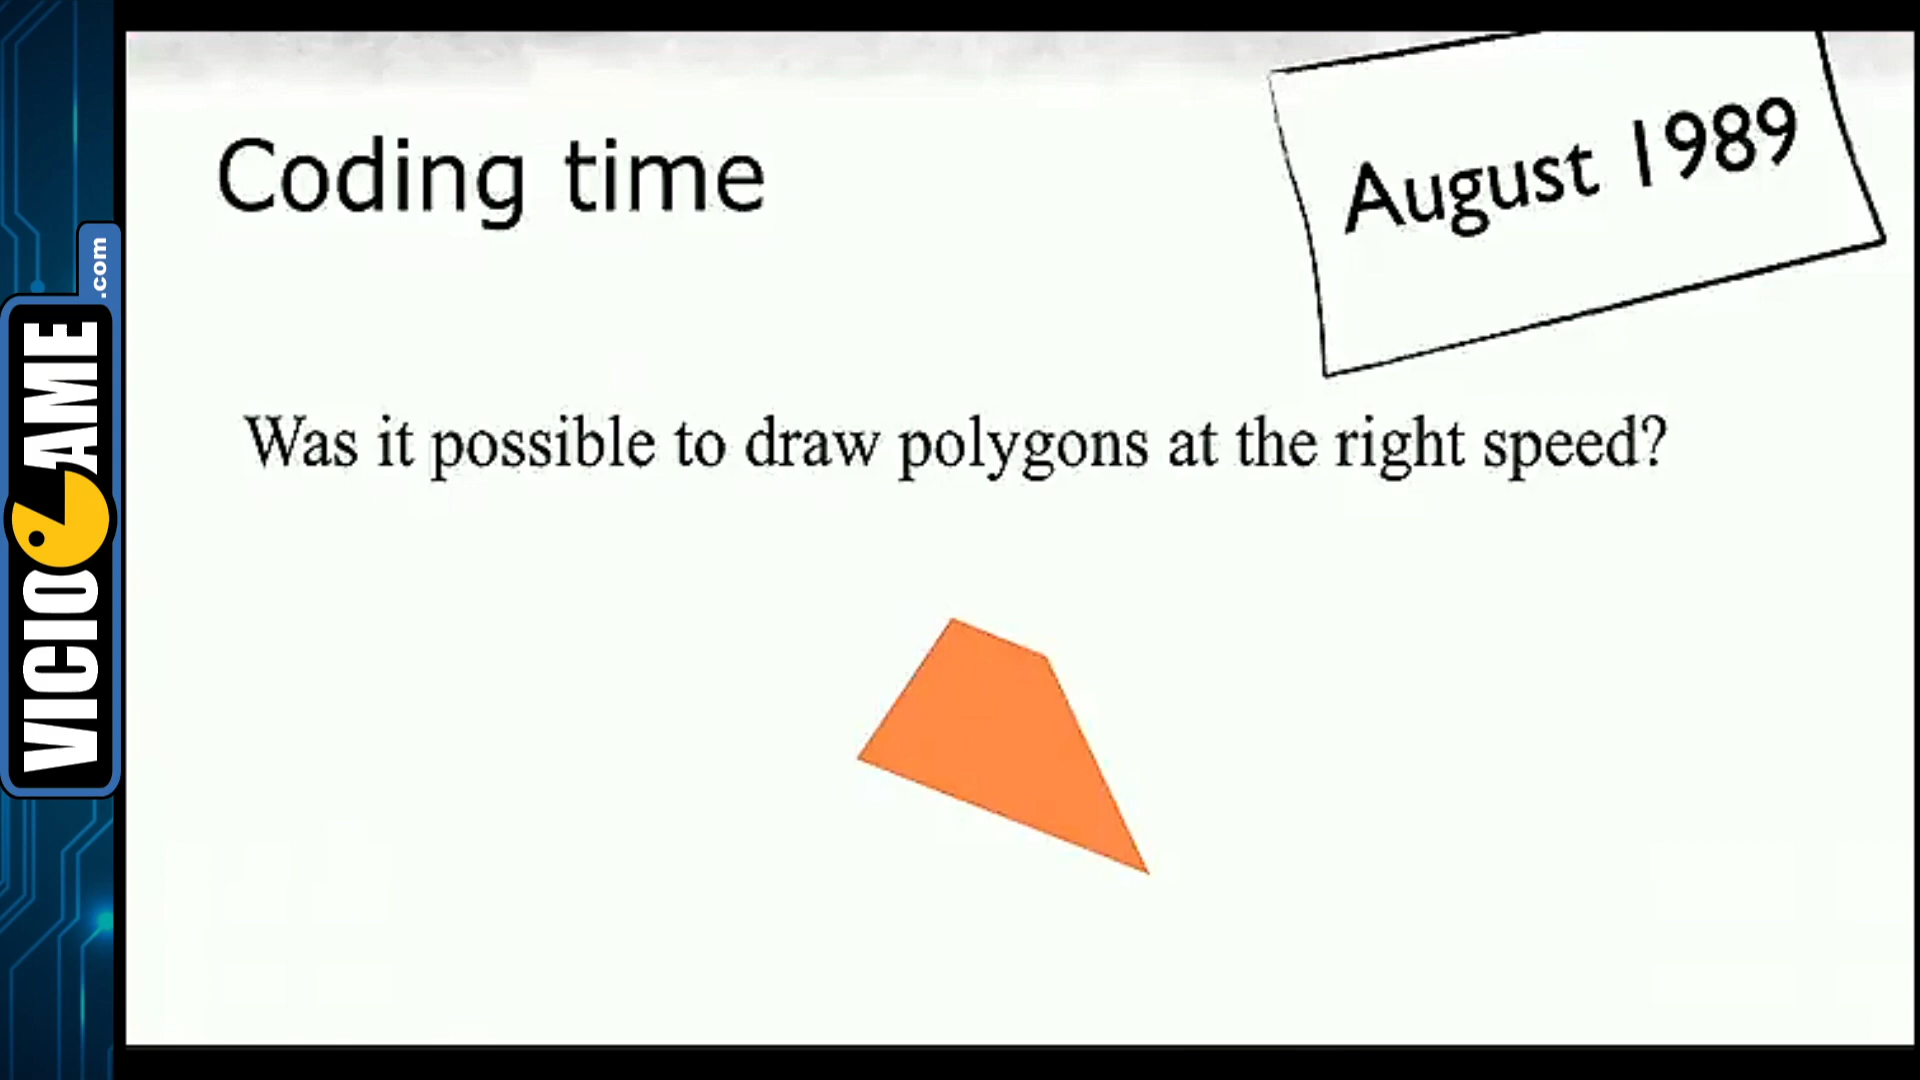 Coding time
August 1989
Was it possible to draw polygons at the right speed?
VICIOGAME
.com